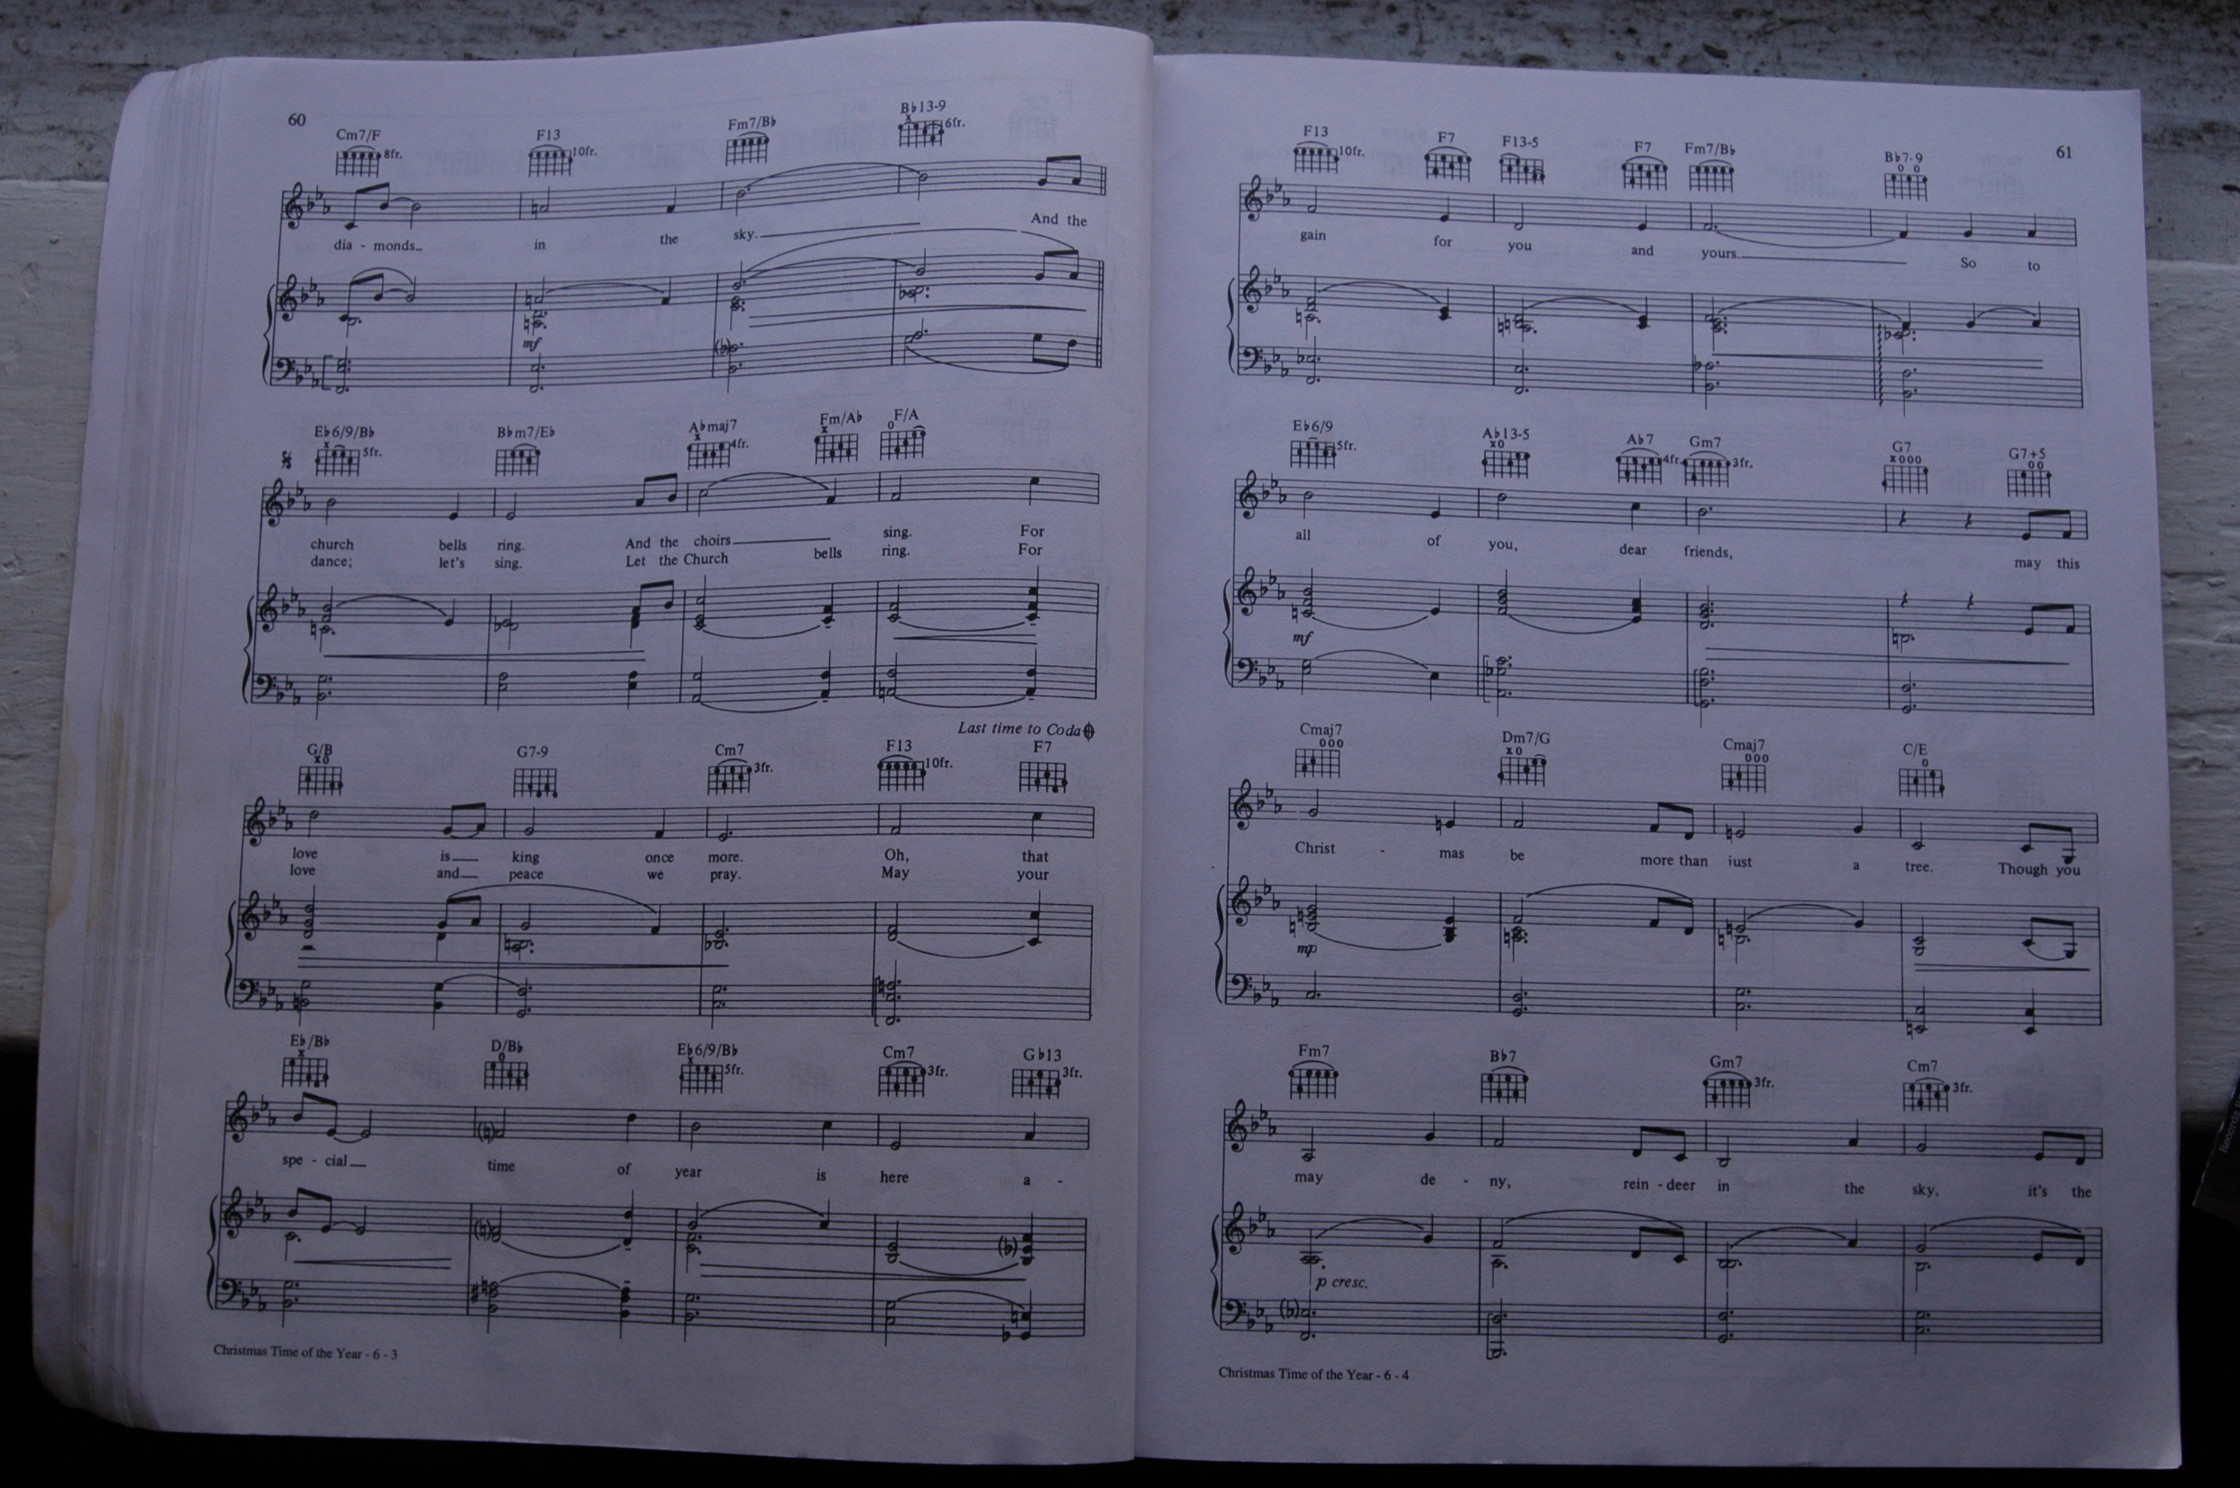 60
Cm7/F F13 Fm7/B♭ B♭13-9
8fr. 10fr. 6fr.
dia - monds in the sky. And the
mf
E♭6/9/B♭ B♭m7/E♭ A♭maj7 Fm/A♭ F/A
5fr. 4fr.
church bells ring. And the choirs sing. For
dance; let's sing. Let the Church bells ring. For
Last time to Coda
G/B G7-9 Cm7 F13 F7
3fr. 10fr.
love is king once more. Oh, that
love and peace we pray. May your
E♭/B♭ D/B♭ E♭6/9/B♭ Cm7 G♭13
5fr. 3fr. 3fr.
spe - cial time of year is here a -
Christmas Time of the Year - 6 - 3
61
F13 F7 F13-5 F7 Fm7/B♭ B♭7-9
10fr.
gain for you and yours. So to
E♭6/9 A♭13-5 A♭7 Gm7 G7 G7+5
5fr. 4fr. 3fr.
all of you, dear friends, may this
mf
Cmaj7 Dm7/G Cmaj7 C/E
Christ - mas be more than just a tree. Though you
mp
Fm7 B♭7 Gm7 Cm7
3fr. 3fr.
may de - ny, rein - deer in the sky, it's the
p cresc.
Christmas Time of the Year - 6 - 4